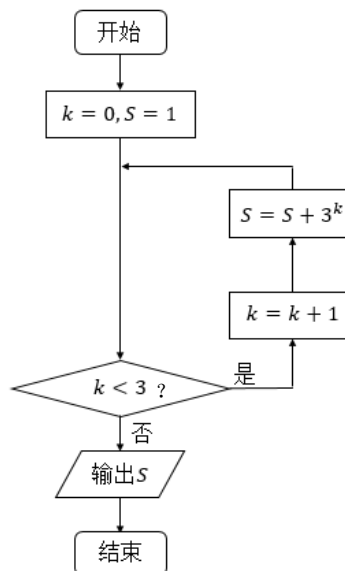 开始
k = 0, S = 1
S = S + 3^k
k = k + 1
k < 3 ?
是
否
输出S
结束